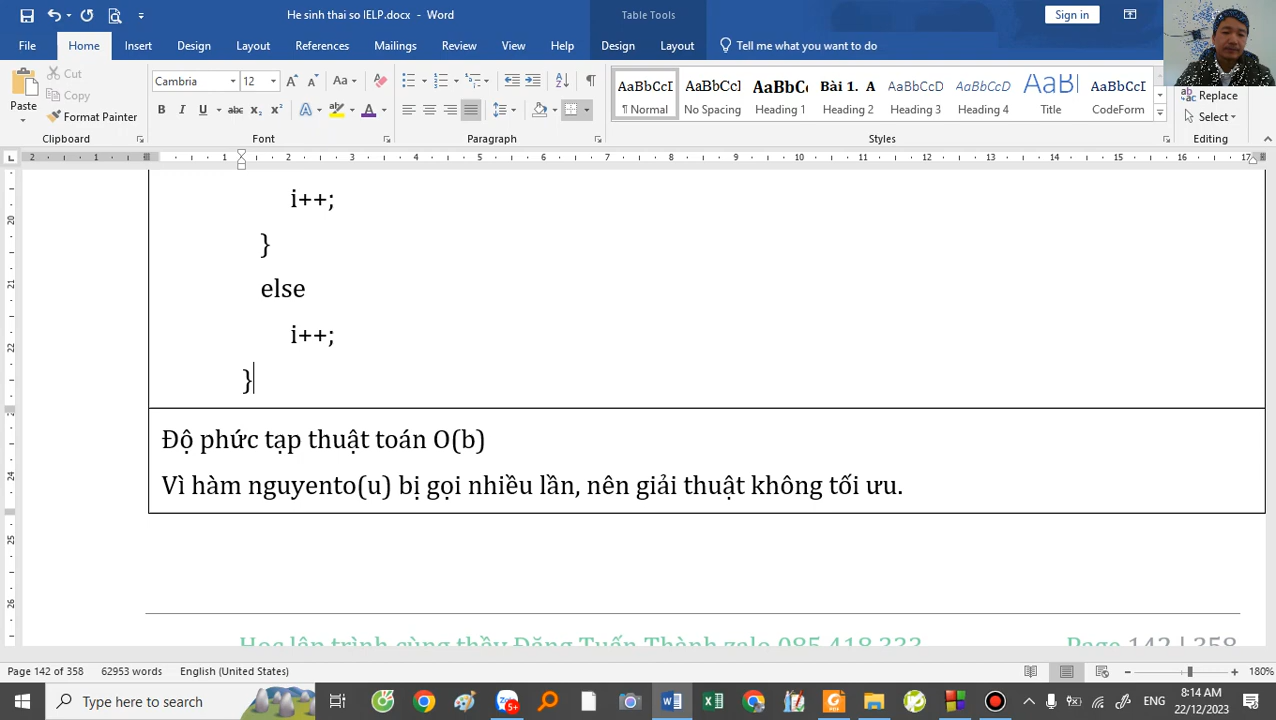 He sinh thai so IELP.docx - Word
Table Tools
Sign in
File
Home
Insert
Design
Layout
References
Mailings
Review
View
Help
Design
Layout
Tell me what you want to do
Paste
Cut
Copy
Format Painter
Clipboard
Cambria
12
Font
Paragraph
AaBbCcD
¶ Normal
AaBbCcI
No Spacing
AaBbCc
Heading 1
Bài 1. A
Heading 2
AaBbCcD
Heading 3
AaBbCcD
Heading 4
AaB
Title
AaBbCcD
CodeForm
Styles
Replace
Select
Editing
i++;
}
else
i++;
}
Độ phức tạp thuật toán O(b)
Vì hàm nguyento(u) bị gọi nhiều lần, nên giải thuật không tối ưu.
Học lập trình cùng thầy Đặng Tuấn Thành zalo 085.418.333
Page 142 | 358
Page 142 of 358
62953 words
English (United States)
180%
Type here to search
5+
ENG
8:14 AM
22/12/2023